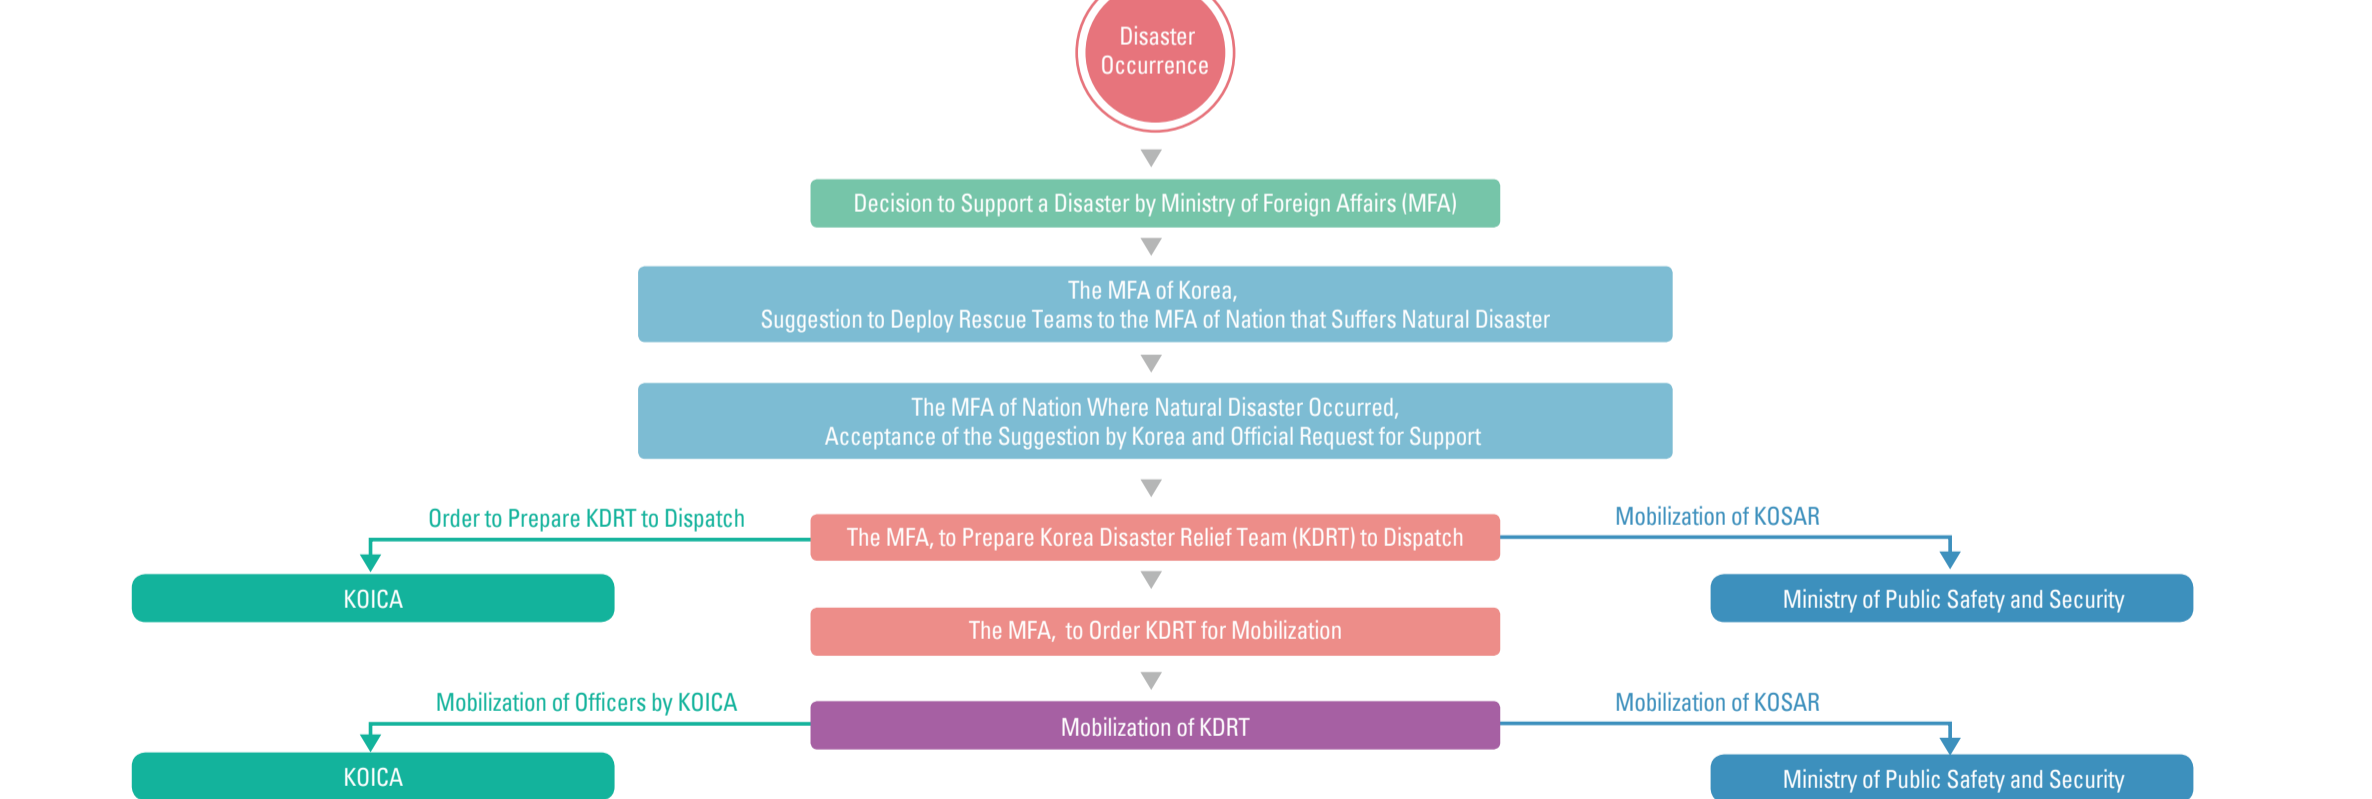 Disaster
Occurrence
Decision to Support a Disaster by Ministry of Foreign Affairs (MFA)
The MFA of Korea,
Suggestion to Deploy Rescue Teams to the MFA of Nation that Suffers Natural Disaster
The MFA of Nation Where Natural Disaster Occurred,
Acceptance of the Suggestion by Korea and Official Request for Support
Order to Prepare KDRT to Dispatch
The MFA, to Prepare Korea Disaster Relief Team (KDRT) to Dispatch
Mobilization of KOSAR
KOICA
Ministry of Public Safety and Security
The MFA, to Order KDRT for Mobilization
Mobilization of Officers by KOICA
Mobilization of KDRT
Mobilization of KOSAR
KOICA
Ministry of Public Safety and Security